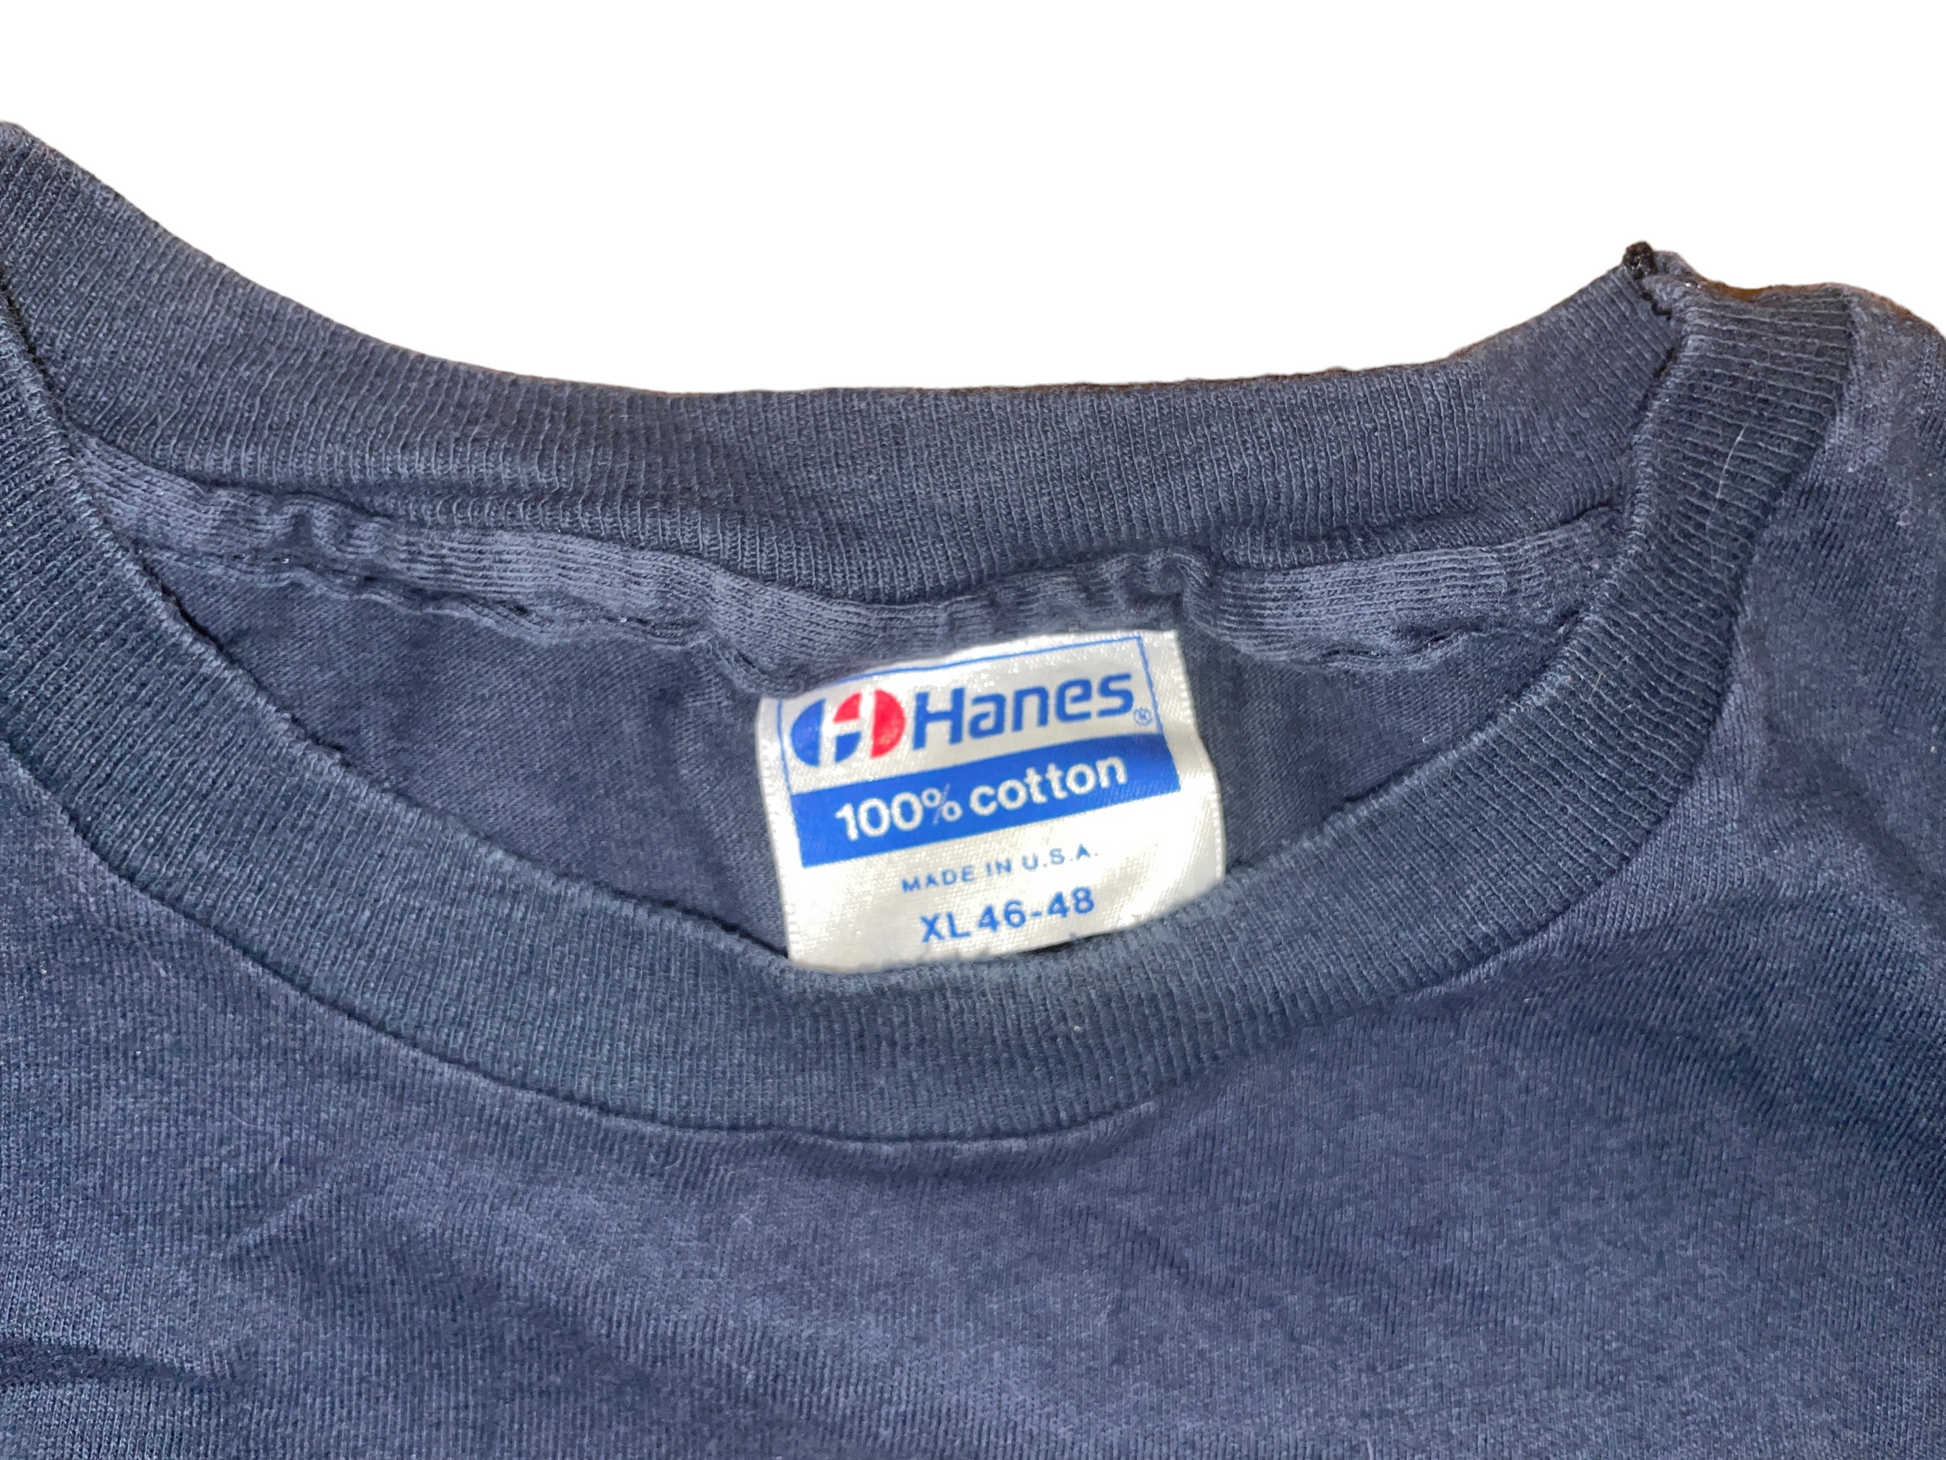 Hanes®
100% cotton
MADE IN U.S.A.
XL 46-48